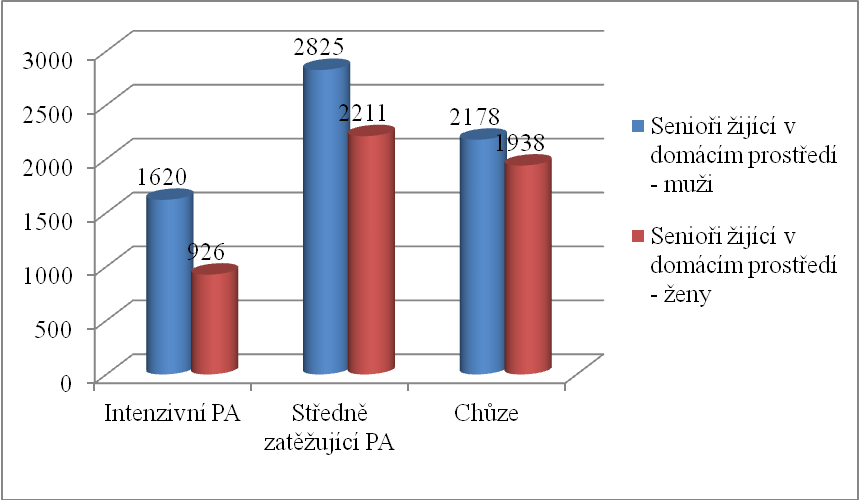 3000
2500
2000
1500
1000
500
0
1620
926
2825
2211
2178
1938
Intenzivní PA
Středně
zatěžující PA
Chůze
Senioři žijící v
domácím prostředí
- muži
Senioři žijící v
domácím prostředí
- ženy